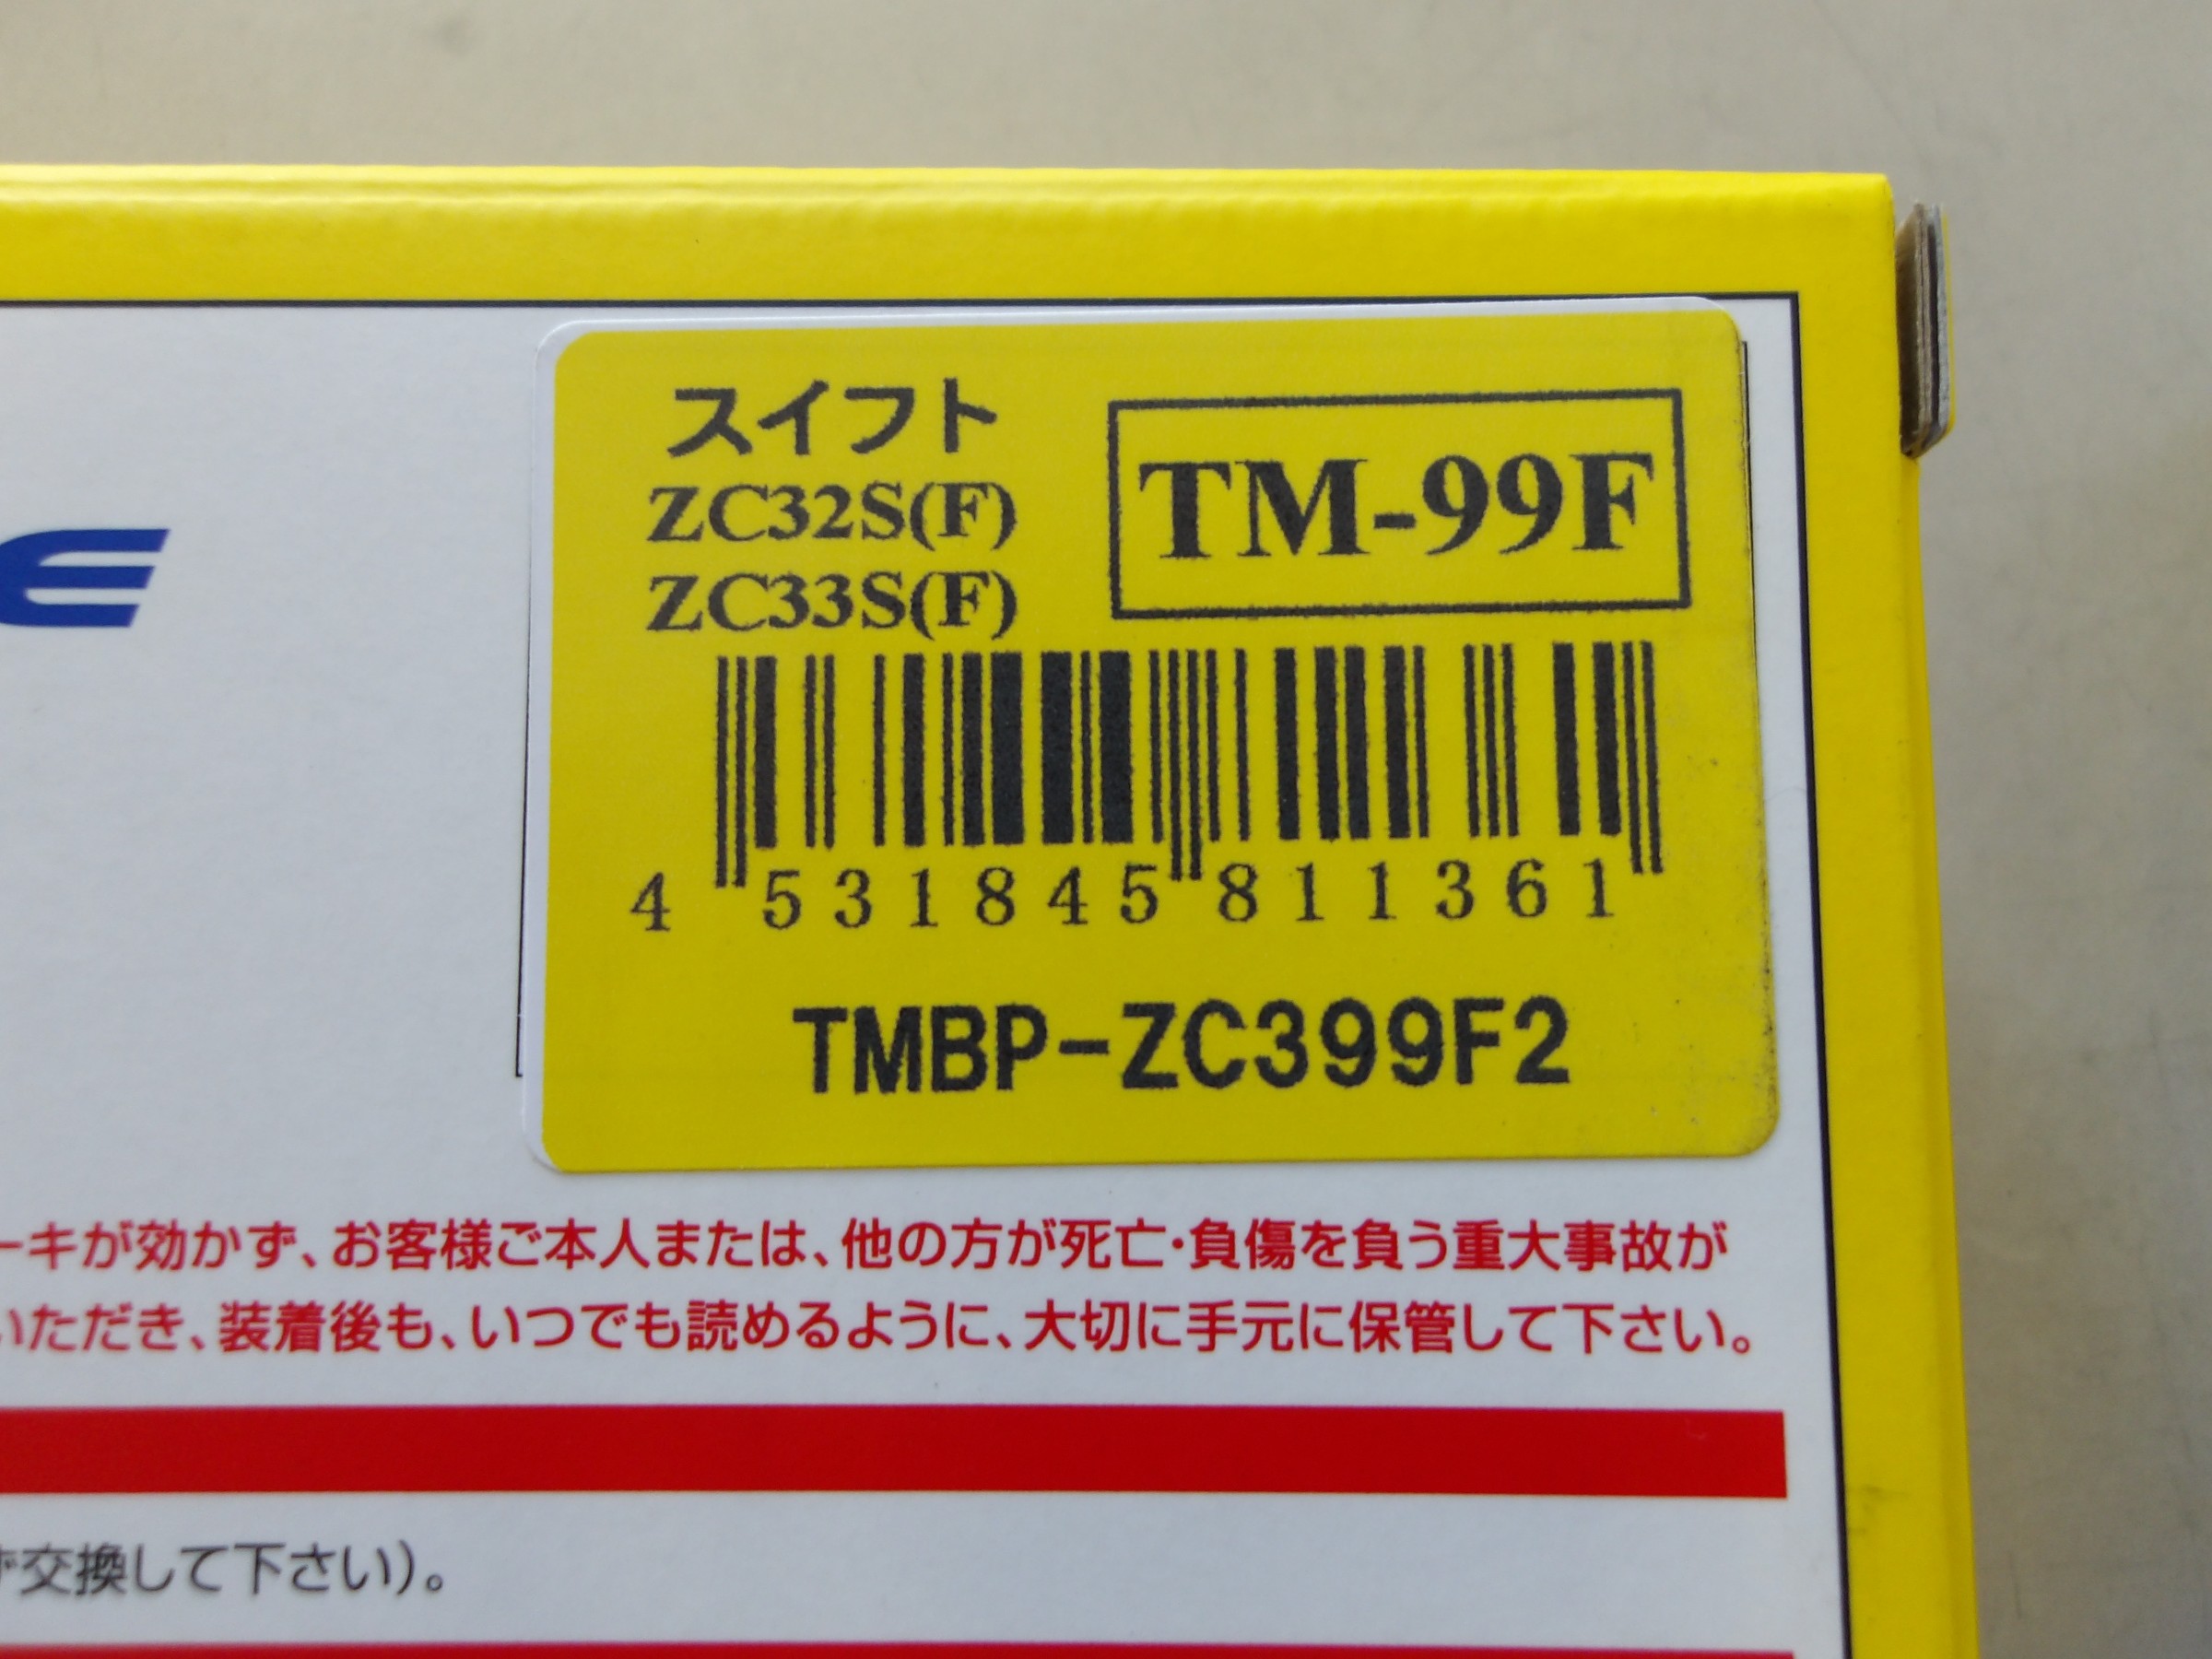 スイフト
ZC32S(F)
ZC33S(F)
TM-99F
4 531845 811361
TMBP-ZC399F2
E
ーキが効かず、お客様ご本人または、他の方が死亡・負傷を負う重大事故が
いただき、装着後も、いつでも読めるように、大切に手元に保管して下さい。
ず交換して下さい)。